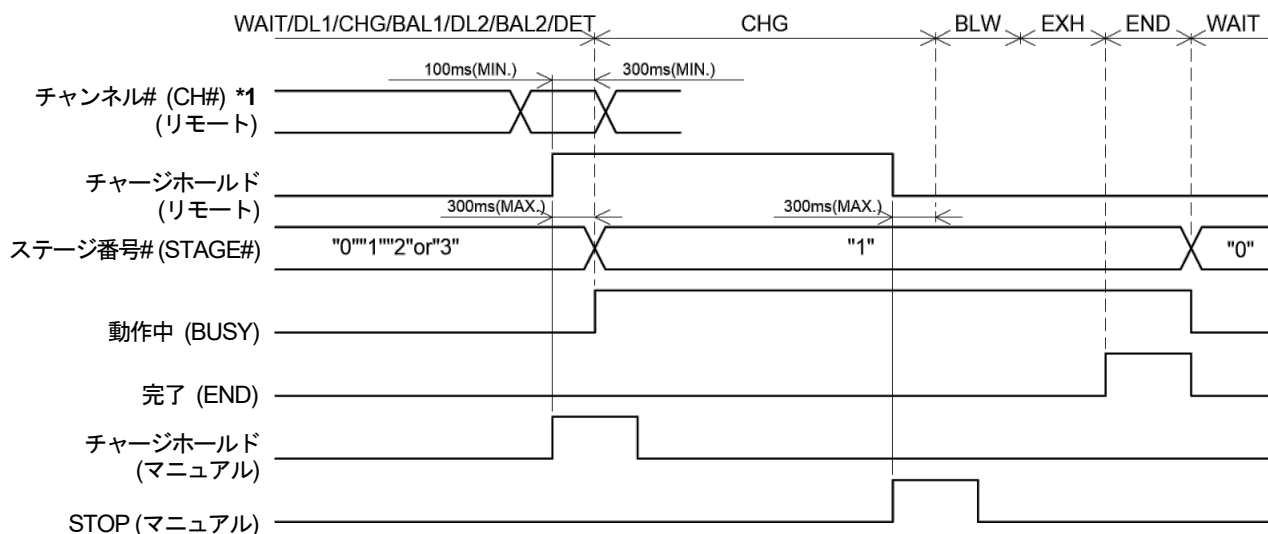 WAIT/DL1/CHG/BAL1/DL2/BAL2/DET CHG BLW EXH END WAIT
100ms(MIN.) 300ms(MIN.)
チャンネル# (CH#) *1
(リモート)
チャージホールド
(リモート)
300ms(MAX.) 300ms(MAX.)
ステージ番号# (STAGE#) "0""1""2"or"3" "1" "0"
動作中 (BUSY)
完了 (END)
チャージホールド
(マニュアル)
STOP (マニュアル)